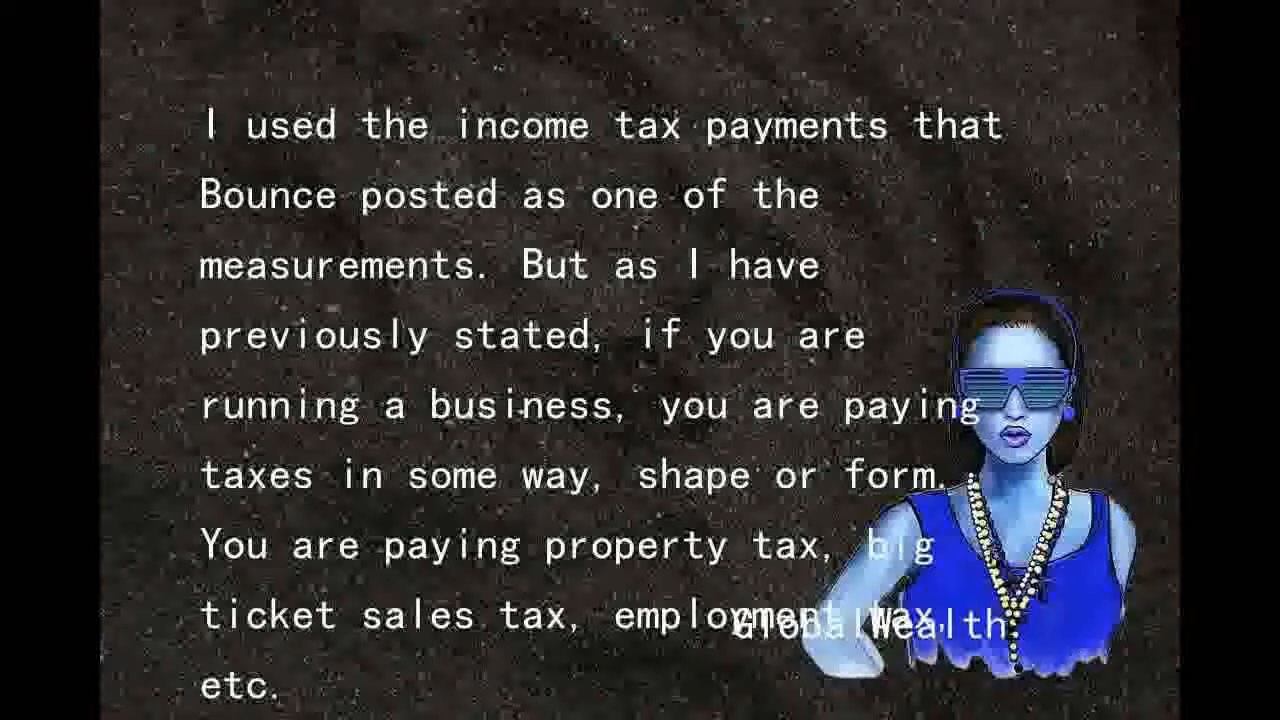 I used the income tax payments that
Bounce posted as one of the
measurements. But as I have
previously stated, if you are
running a business, you are paying
taxes in some way, shape or form.
You are paying property tax, big
ticket sales tax, employment tax,
GlobalWealth
etc.